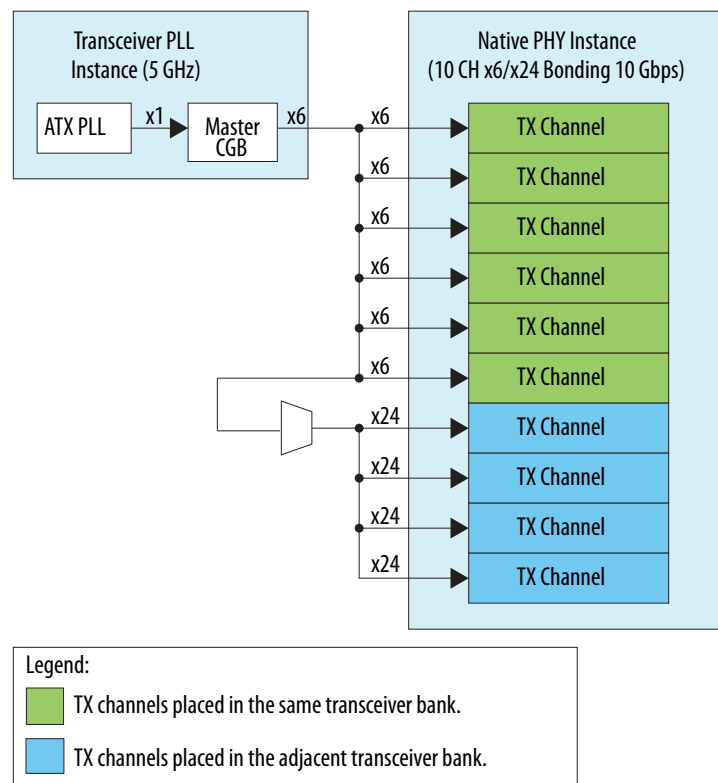 Transceiver PLL
Instance (5 GHz)
Native PHY Instance
(10 CH x6/x24 Bonding 10 Gbps)
ATX PLL
x1
Master
CGB
x6
x6
TX Channel
x6
TX Channel
x6
TX Channel
x6
TX Channel
x6
TX Channel
x6
TX Channel
x24
TX Channel
x24
TX Channel
x24
TX Channel
x24
TX Channel
Legend:
TX channels placed in the same transceiver bank.
TX channels placed in the adjacent transceiver bank.